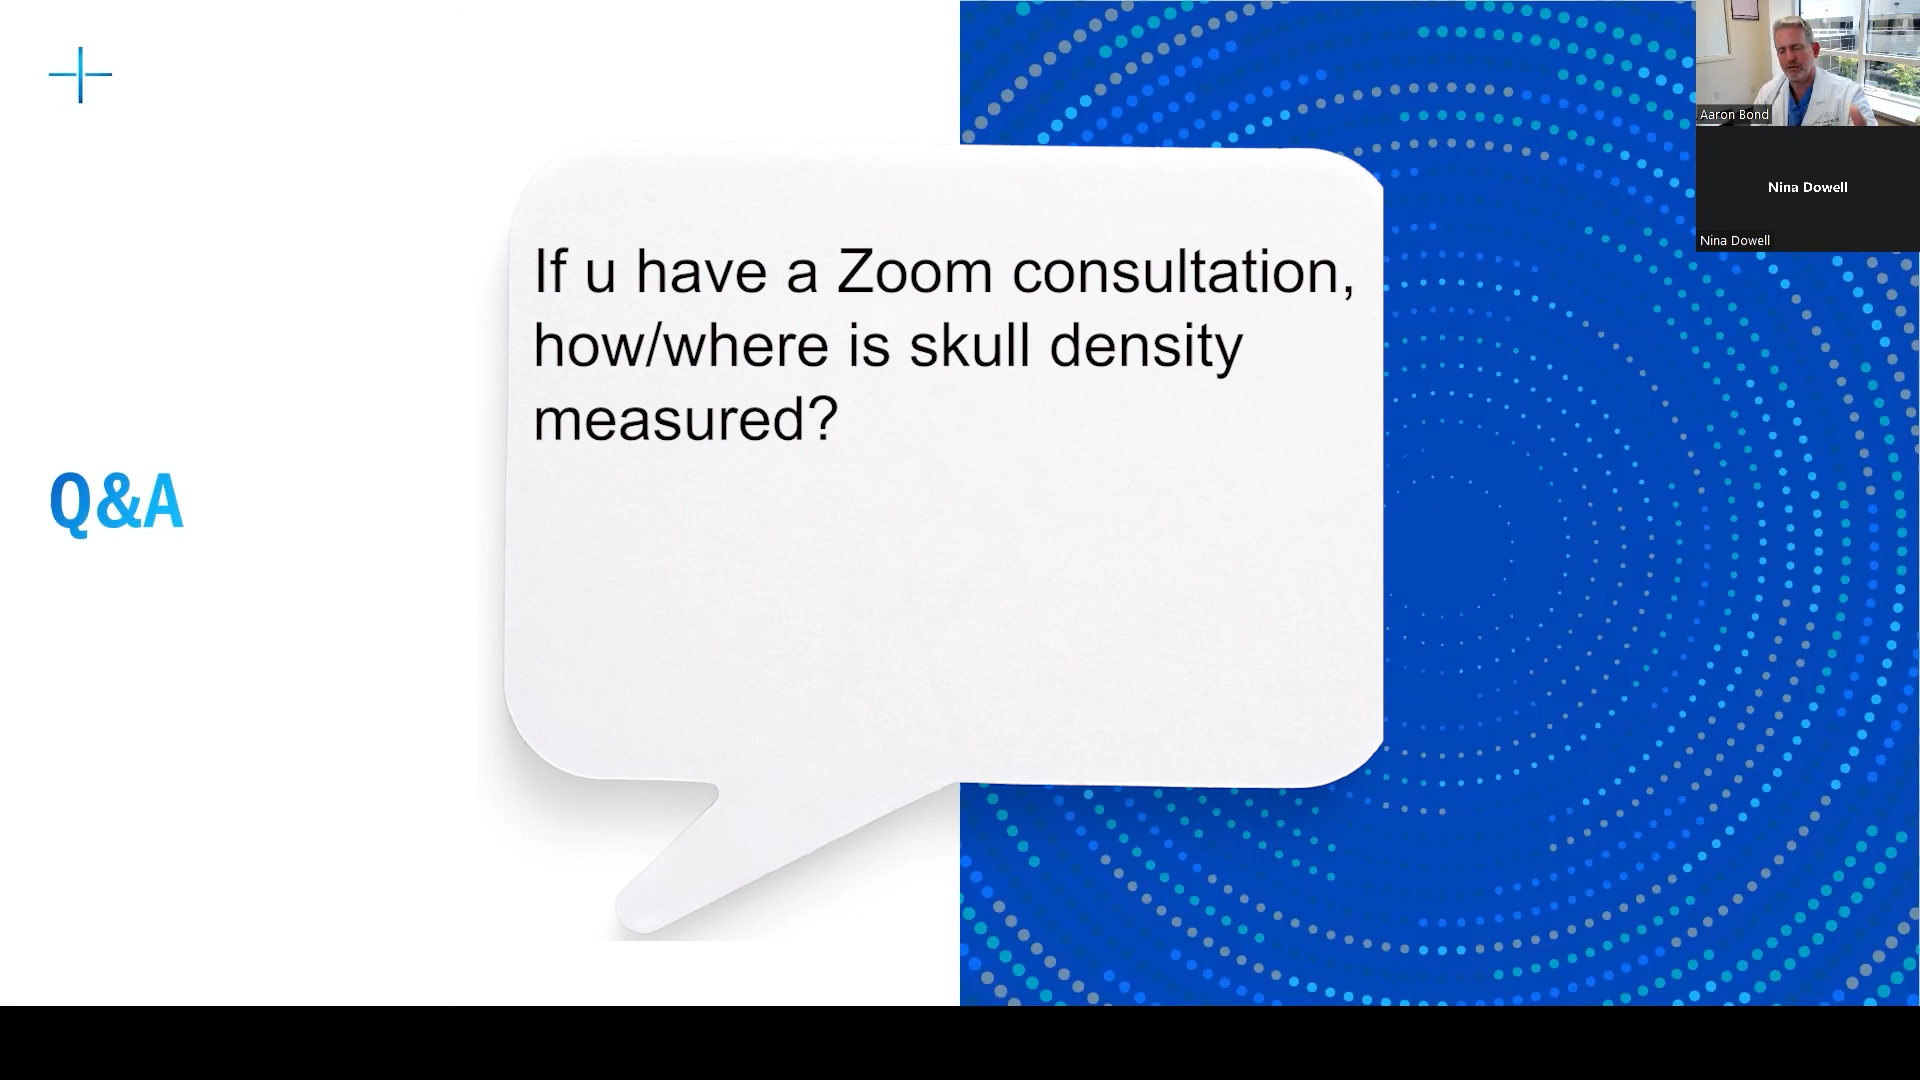 If u have a Zoom consultation,
how/where is skull density
measured?
Q&A
Aaron Bond
Nina Dowell
Nina Dowell